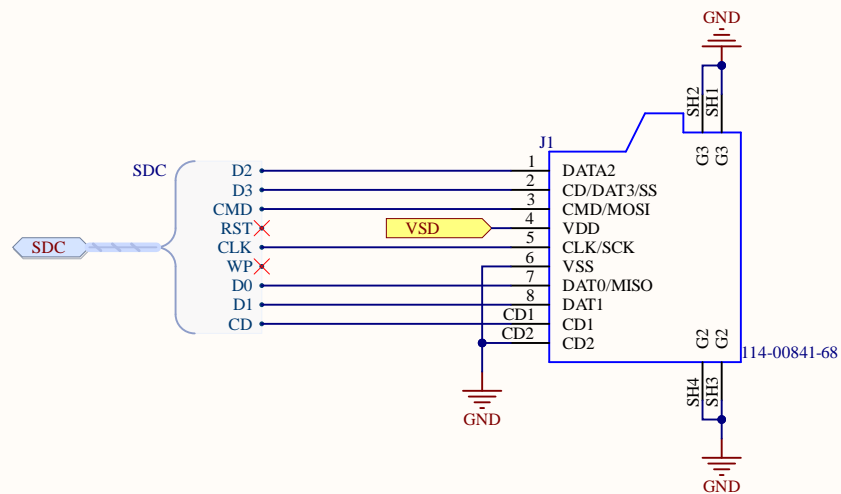 GND
SH2
SH1
G3
G3
J1
SDC
D2
1
DATA2
D3
2
CD/DAT3/SS
CMD
3
CMD/MOSI
RST
VSD
4
VDD
SDC
CLK
5
CLK/SCK
WP
6
VSS
D0
7
DAT0/MISO
D1
8
DAT1
CD
CD1
CD1
CD2
CD2
G2
G2
114-00841-68
SH4
SH3
GND
GND